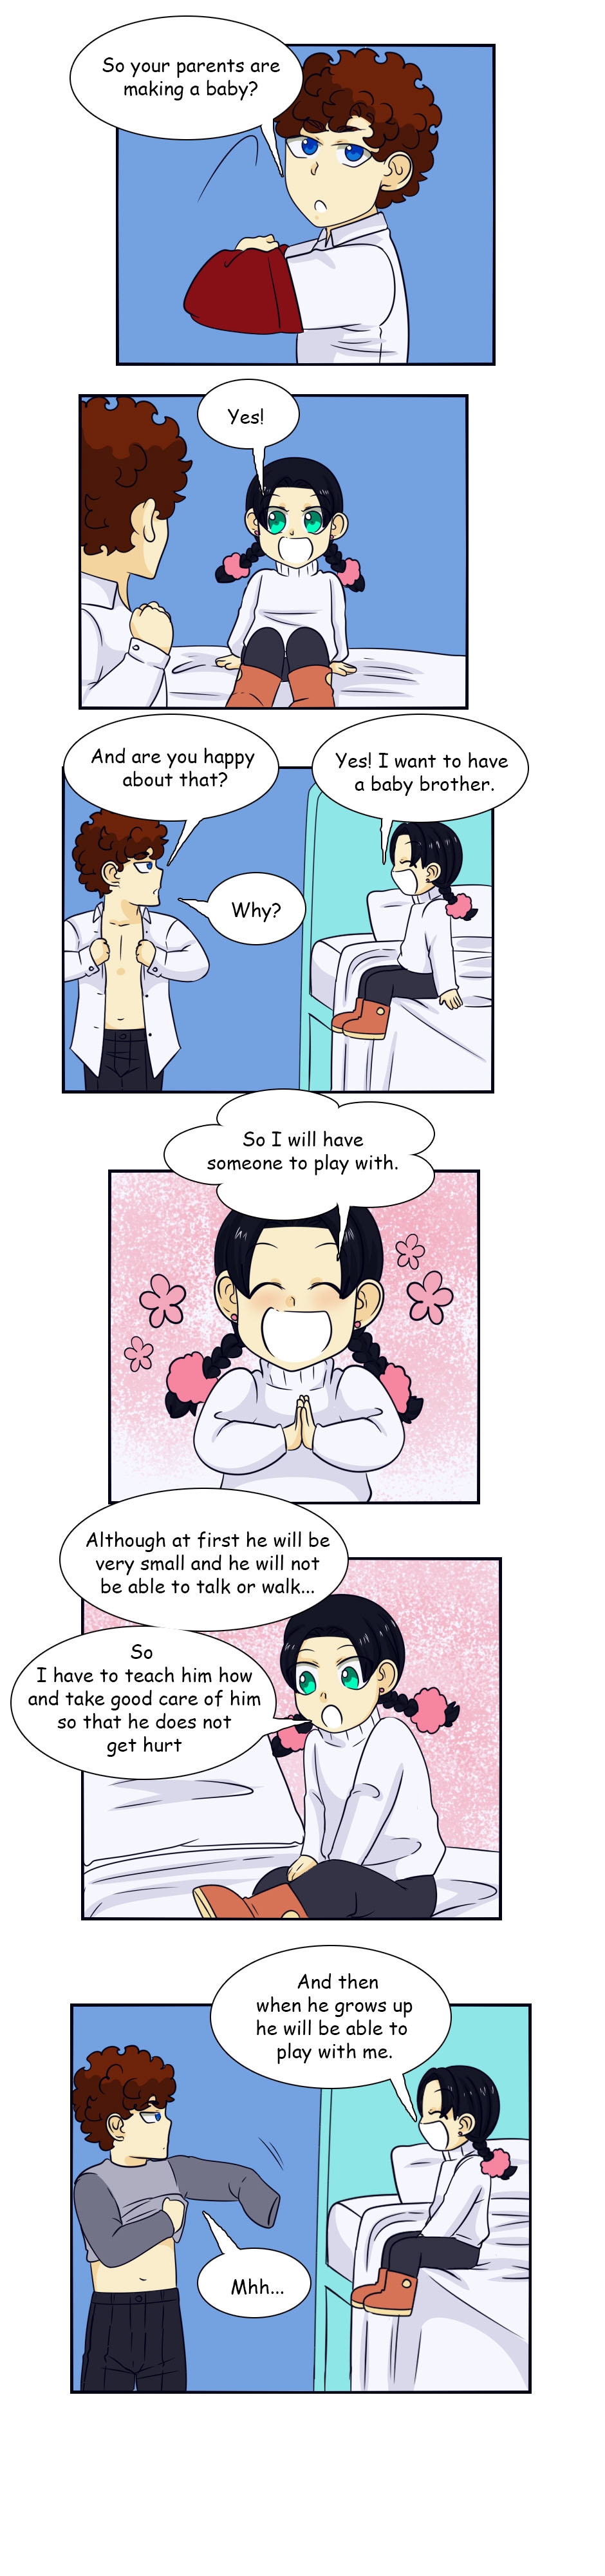 So your parents are
making a baby?
Yes!
And are you happy
about that?
Yes! I want to have
a baby brother.
Why?
So I will have
someone to play with.
Although at first he will be
very small and he will not
be able to talk or walk...
So
I have to teach him how
and take good care of him
so that he does not
get hurt
And then
when he grows up
he will be able to
play with me.
Mhh...